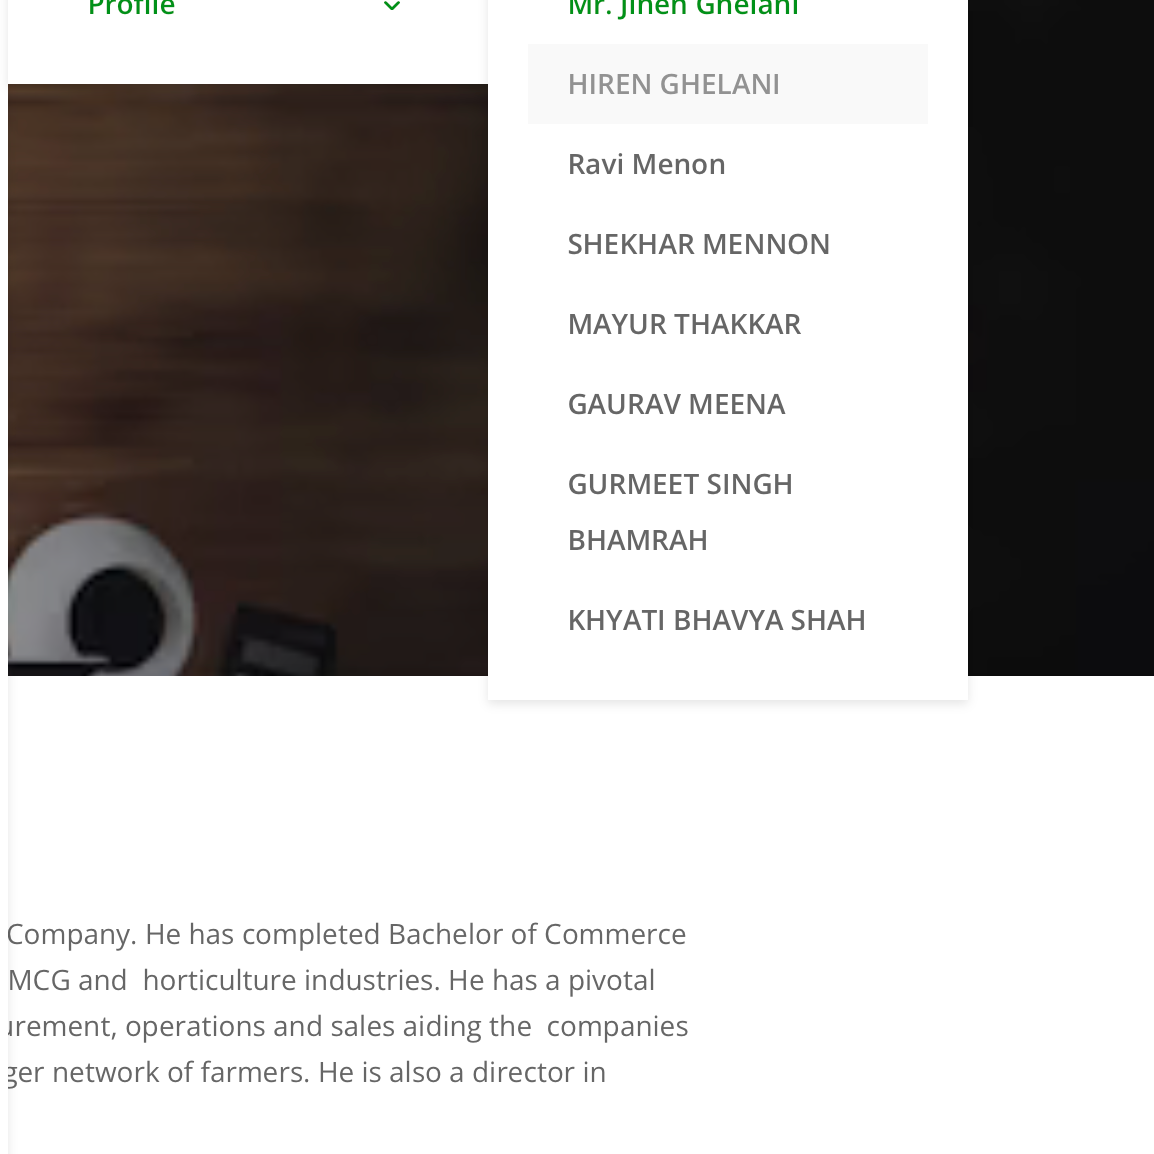 Profile
Mr. Jinen Ghelani
HIREN GHELANI
Ravi Menon
SHEKHAR MENNON
MAYUR THAKKAR
GAURAV MEENA
GURMEET SINGH
BHAMRAH
KHYATI BHAVYA SHAH
Company. He has completed Bachelor of Commerce
MCG and horticulture industries. He has a pivotal
urement, operations and sales aiding the companies
ger network of farmers. He is also a director in